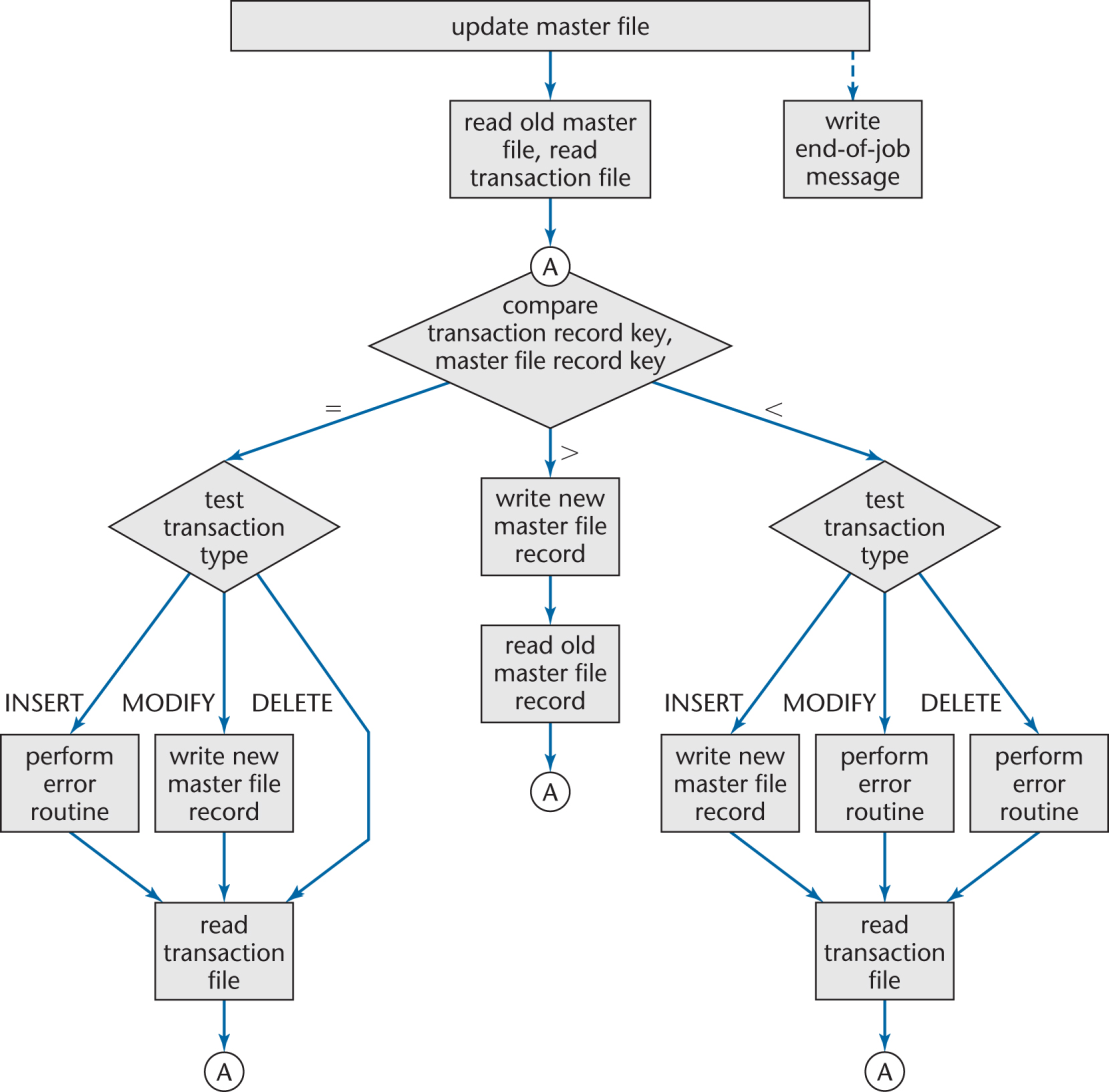 update master file
read old master
file, read
transaction file
write
end-of-job
message
A
compare
transaction record key,
master file record key
=
>
<
test
transaction
type
write new
master file
record
test
transaction
type
read old
master file
record
INSERT
MODIFY
DELETE
INSERT
MODIFY
DELETE
perform
error
routine
write new
master file
record
A
write new
master file
record
perform
error
routine
perform
error
routine
read
transaction
file
read
transaction
file
A
A